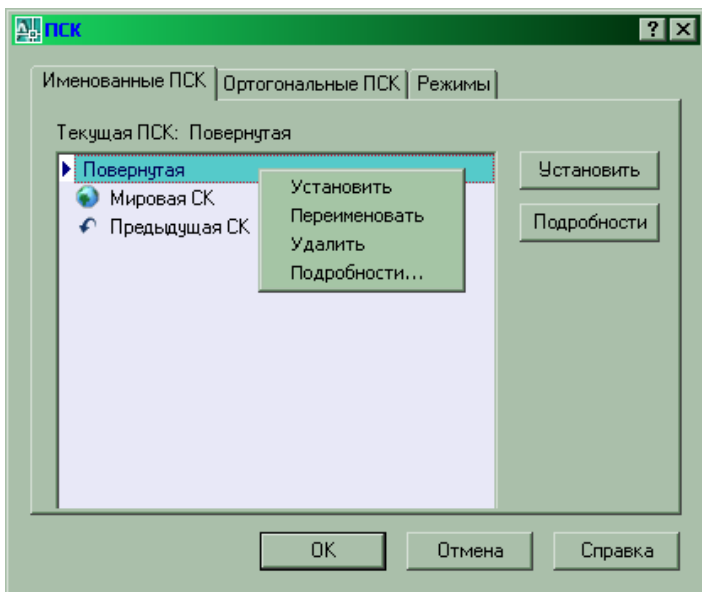 ПСК
Именованные ПСК Ортогональные ПСК Режимы
Текущая ПСК: Повернутая
Повернутая
Мировая СК
Предыдущая СК
Установить
Переименовать
Удалить
Подробности...
Установить
Подробности
OK Отмена Справка